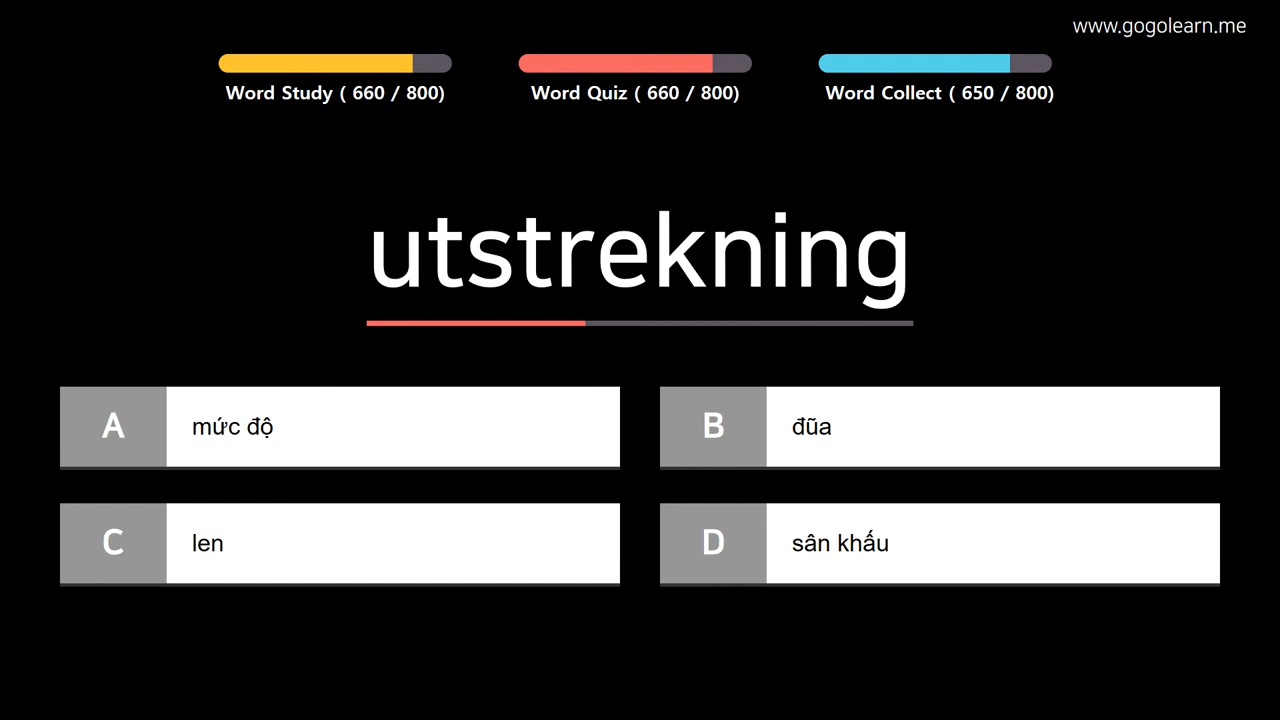 www.gogolearn.me
Word Study ( 660 / 800)
Word Quiz ( 660 / 800)
Word Collect ( 650 / 800)
utstrekning
A mức độ
B đũa
C len
D sân khấu